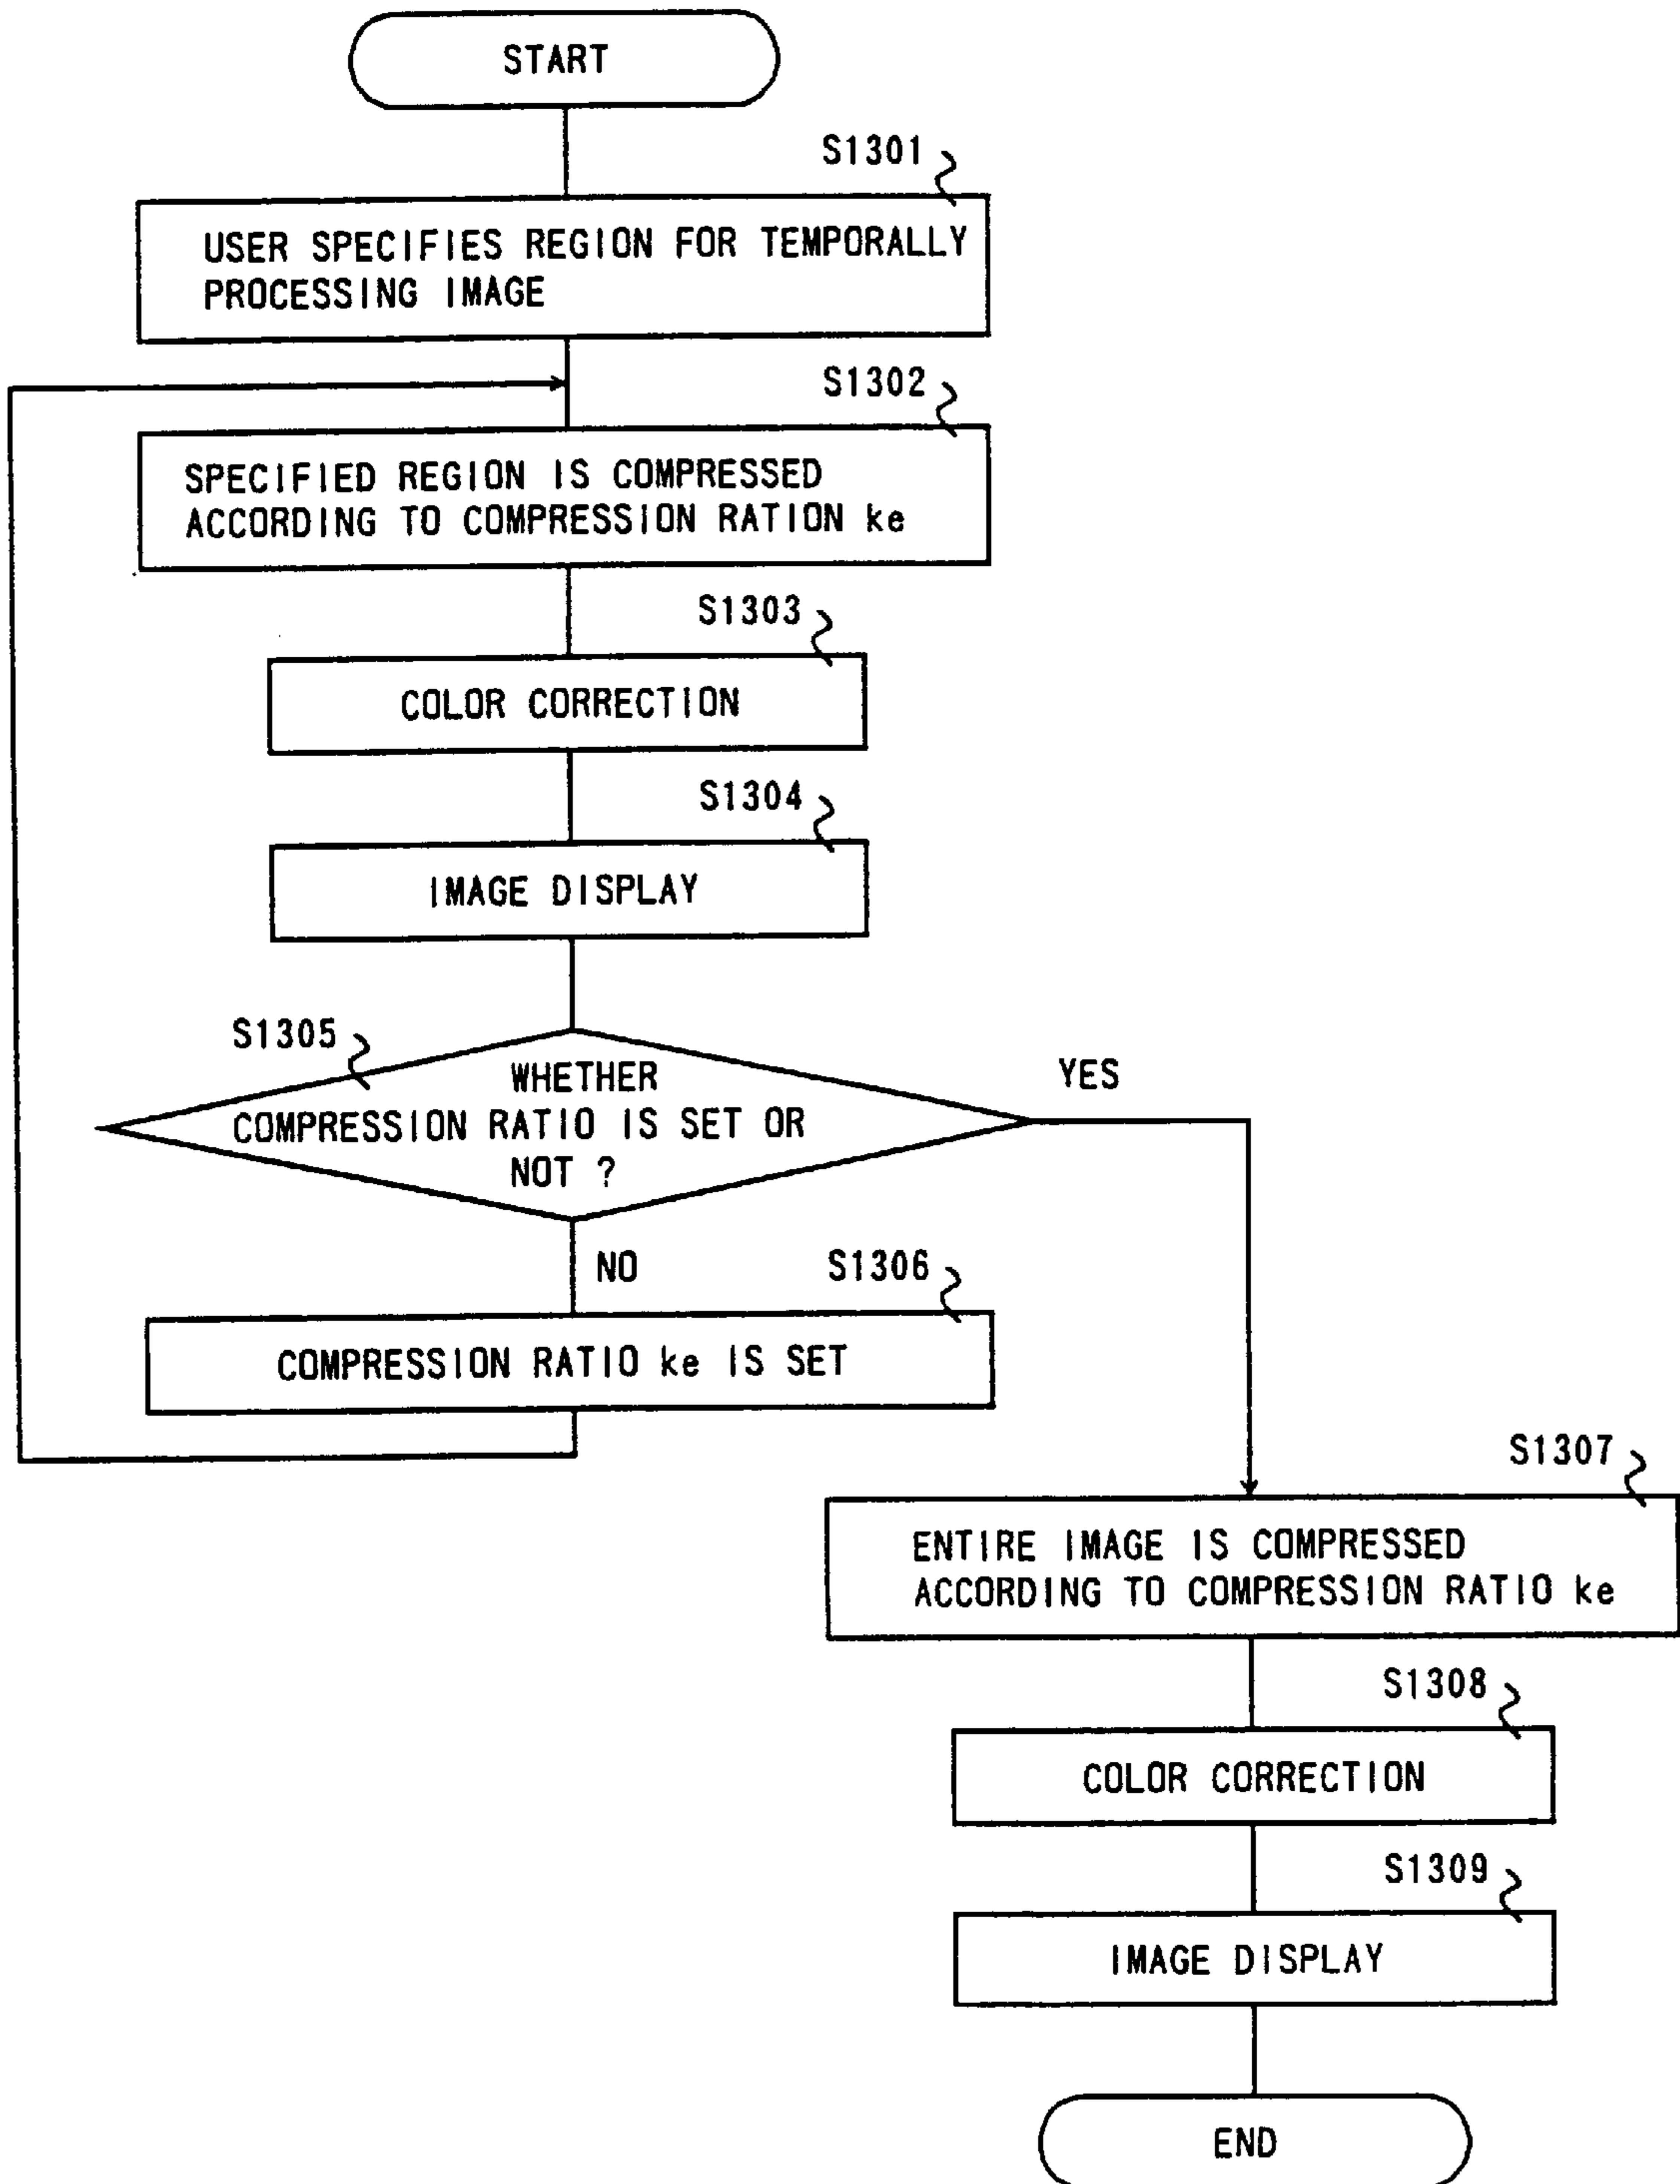 START
S1301
USER SPECIFIES REGION FOR TEMPORALLY
PROCESSING IMAGE
S1302
SPECIFIED REGION IS COMPRESSED
ACCORDING TO COMPRESSION RATION ke
S1303
COLOR CORRECTION
S1304
IMAGE DISPLAY
S1305
WHETHER
COMPRESSION RATIO IS SET OR
NOT ?
YES
NO
S1306
COMPRESSION RATIO ke IS SET
S1307
ENTIRE IMAGE IS COMPRESSED
ACCORDING TO COMPRESSION RATIO ke
S1308
COLOR CORRECTION
S1309
IMAGE DISPLAY
END